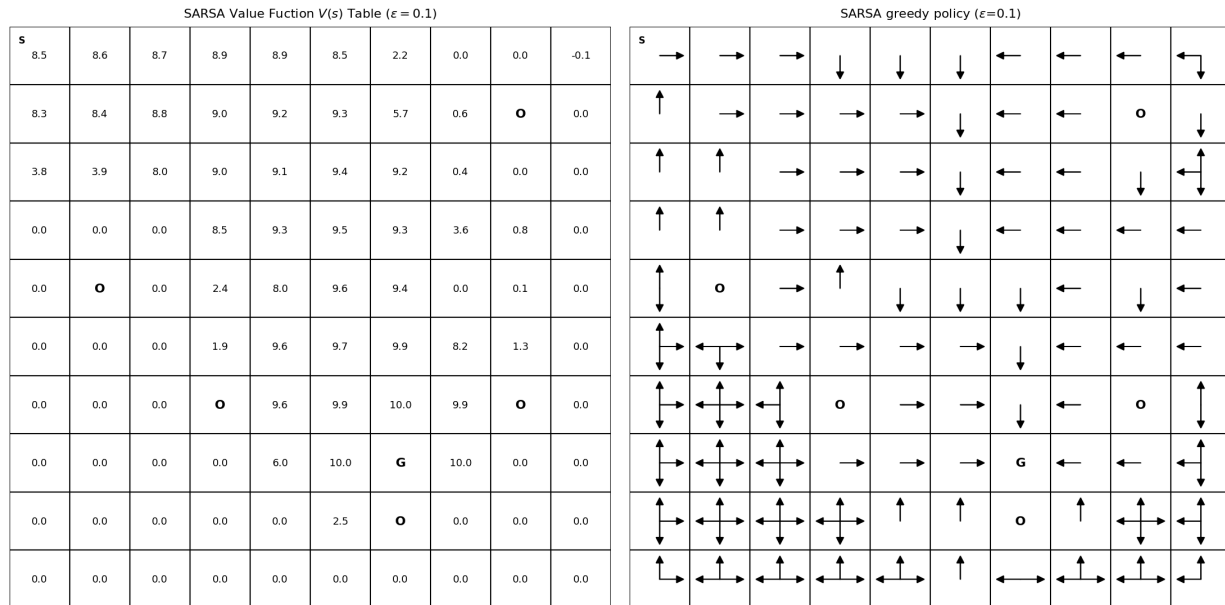 SARSA Value Fuction V(s) Table (ε = 0.1)
S
8.5 8.6 8.7 8.9 8.9 8.5 2.2 0.0 0.0 -0.1
8.3 8.4 8.8 9.0 9.2 9.3 5.7 0.6 O 0.0
3.8 3.9 8.0 9.0 9.1 9.4 9.2 0.4 0.0 0.0
0.0 0.0 0.0 8.5 9.3 9.5 9.3 3.6 0.8 0.0
0.0 O 0.0 2.4 8.0 9.6 9.4 0.0 0.1 0.0
0.0 0.0 0.0 1.9 9.6 9.7 9.9 8.2 1.3 0.0
0.0 0.0 0.0 O 9.6 9.9 10.0 9.9 O 0.0
0.0 0.0 0.0 0.0 6.0 10.0 G 10.0 0.0 0.0
0.0 0.0 0.0 0.0 0.0 2.5 O 0.0 0.0 0.0
0.0 0.0 0.0 0.0 0.0 0.0 0.0 0.0 0.0 0.0
SARSA greedy policy (ε=0.1)
S
O
O
O O
G
O